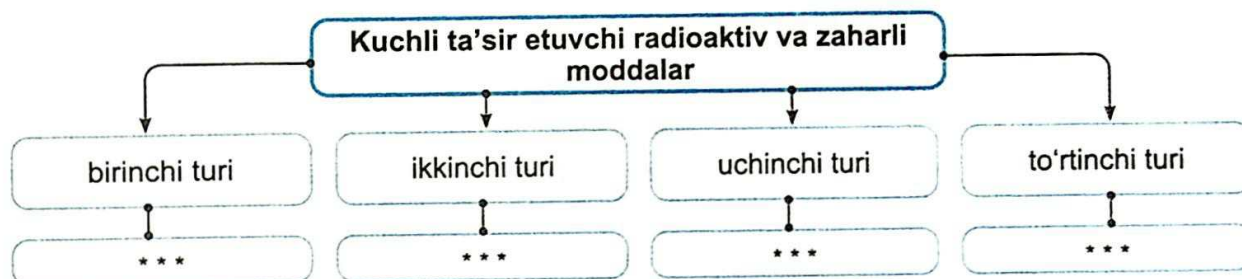 Kuchli ta’sir etuvchi radioaktiv va zaharli
moddalar
birinchi turi
ikkinchi turi
uchinchi turi
to‘rtinchi turi
* * *
* * *
* * *
* * *